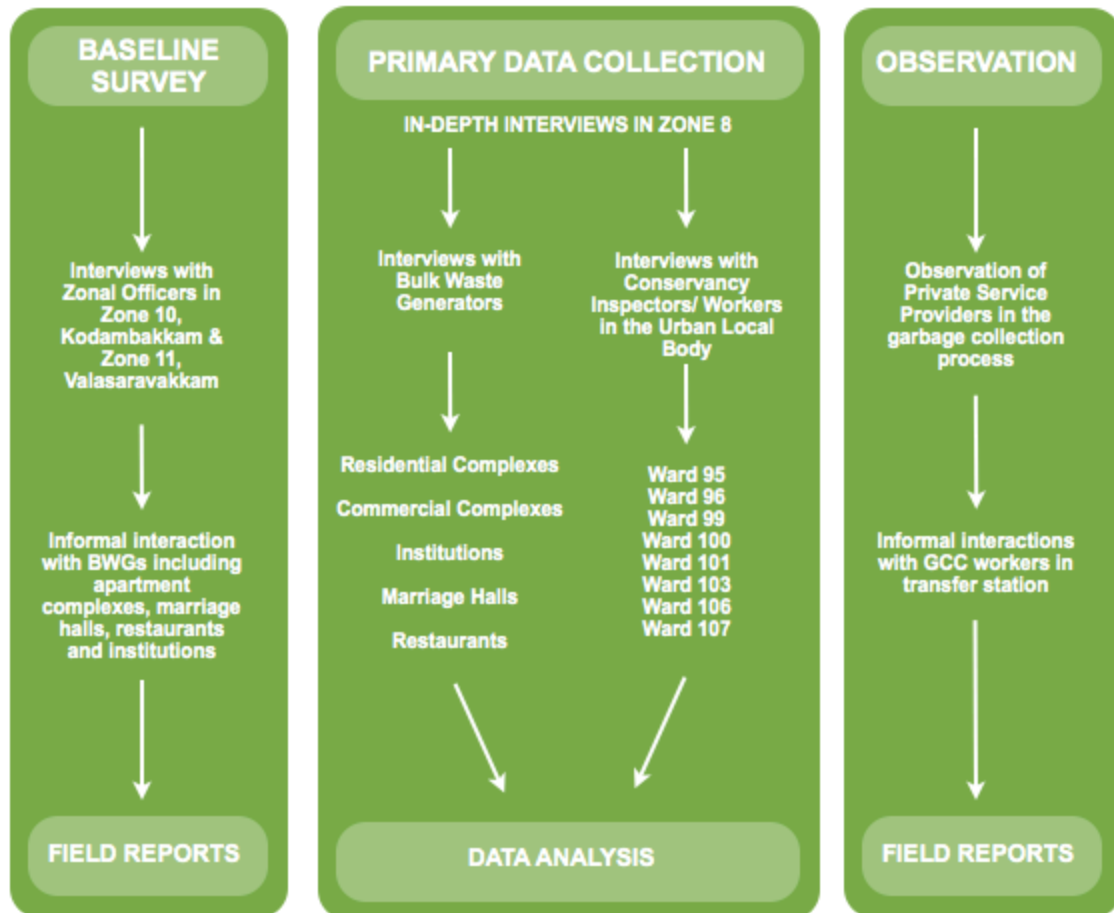 BASELINE
SURVEY
Interviews with
Zonal Officers in
Zone 10,
Kodambakkam &
Zone 11,
Valasaravakkam
Informal interaction
with BWGs including
apartment
complexes, marriage
halls, restaurants
and institutions
FIELD REPORTS
PRIMARY DATA COLLECTION
IN-DEPTH INTERVIEWS IN ZONE 8
Interviews with
Bulk Waste
Generators
Residential Complexes
Commercial Complexes
Institutions
Marriage Halls
Restaurants
Interviews with
Conservancy
Inspectors/ Workers
in the Urban Local
Body
Ward 95
Ward 96
Ward 99
Ward 100
Ward 101
Ward 103
Ward 106
Ward 107
DATA ANALYSIS
OBSERVATION
Observation of
Private Service
Providers in the
garbage collection
process
Informal interactions
with GCC workers in
transfer station
FIELD REPORTS